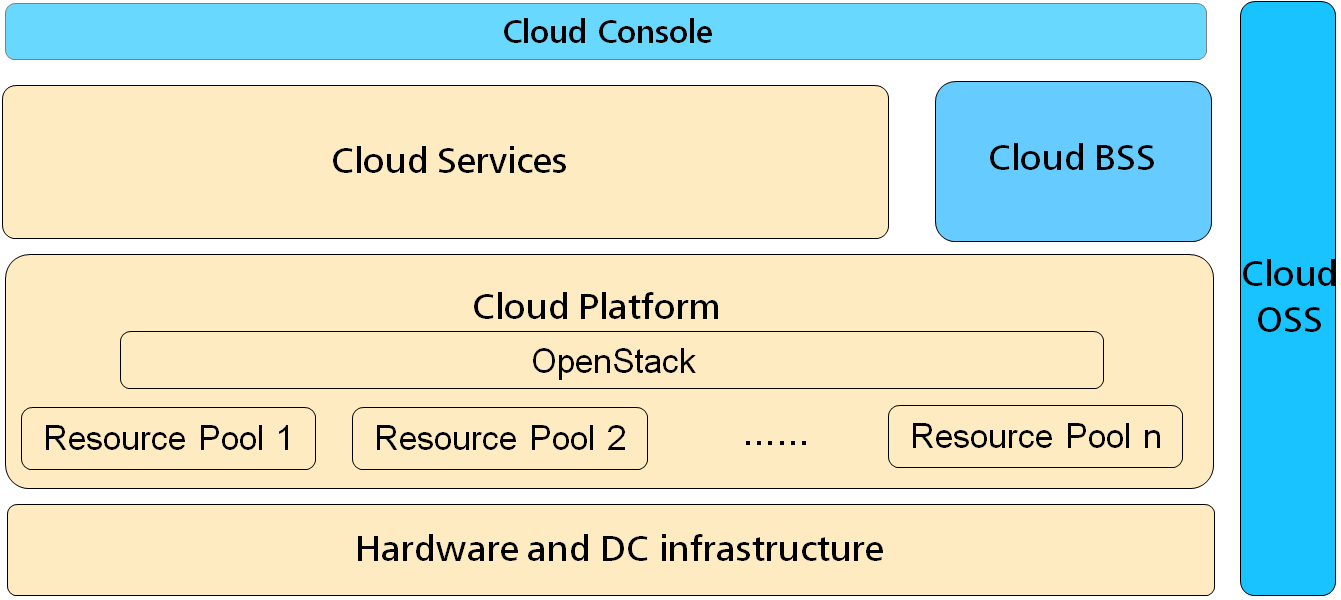 Cloud Console
Cloud Services
Cloud BSS
Cloud Platform
OpenStack
Resource Pool 1
Resource Pool 2
......
Resource Pool n
Hardware and DC infrastructure
Cloud
OSS